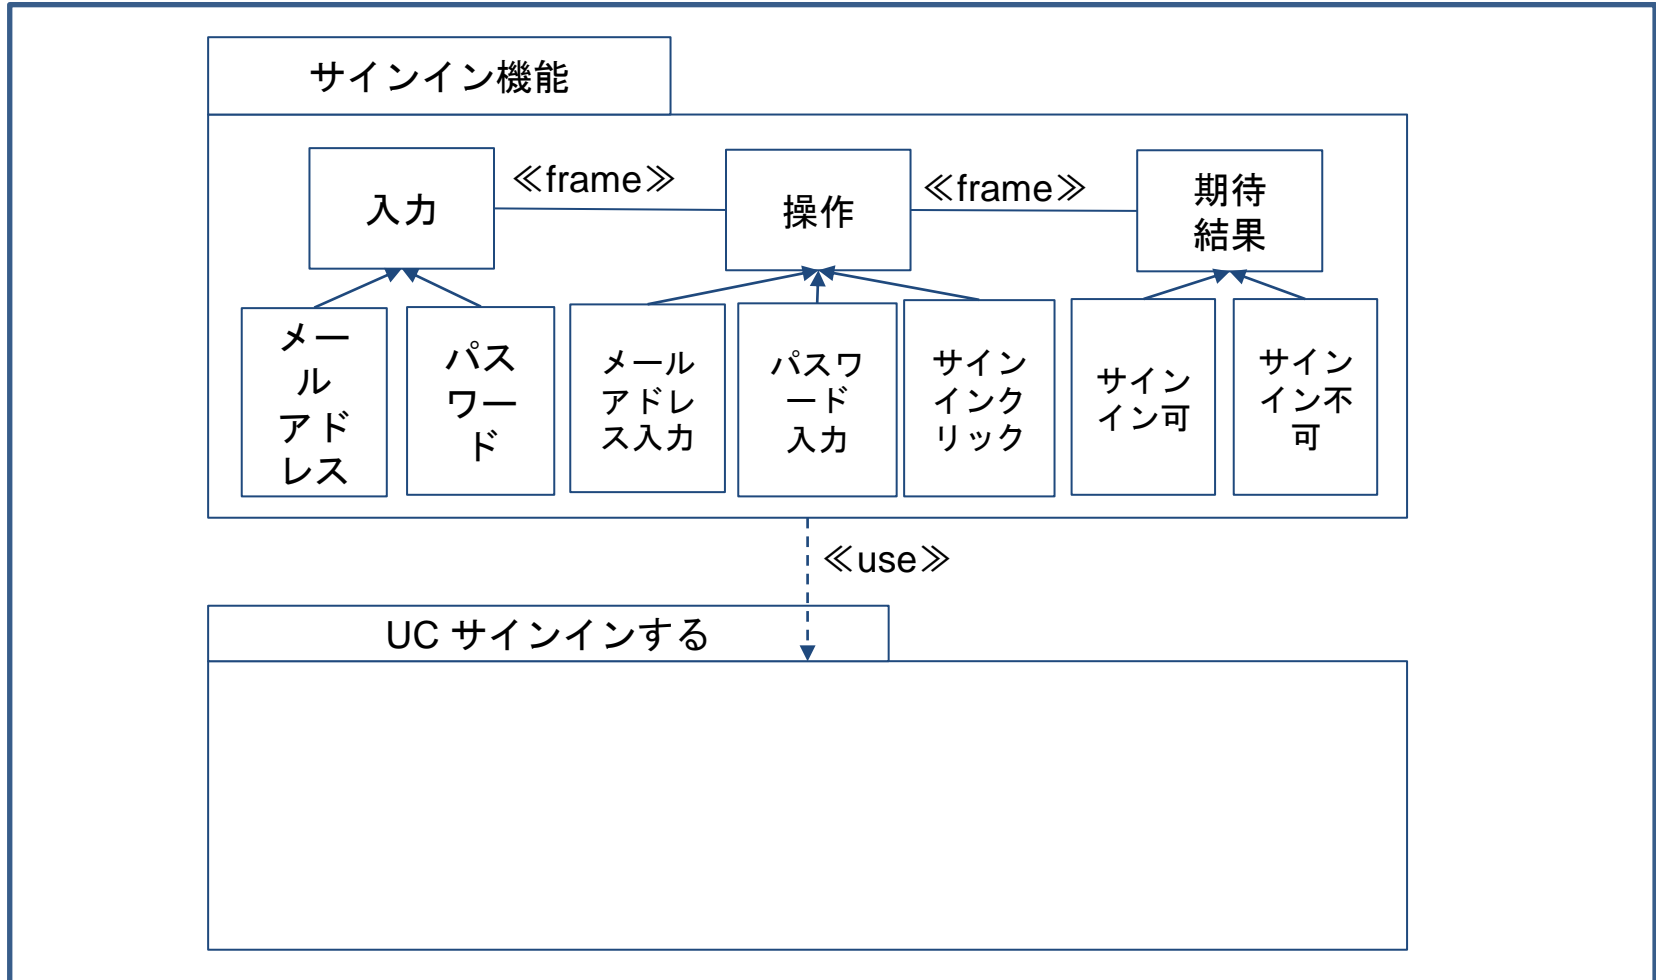 サインイン機能
入力
≪frame≫
操作
≪frame≫
期待
結果
メー
ル
アド
レス
パス
ワー
ド
メール
アドレ
ス入力
パスワ
ード
入力
サイン
インク
リック
サイン
イン可
サイン
イン不
可
≪use≫
UC サインインする